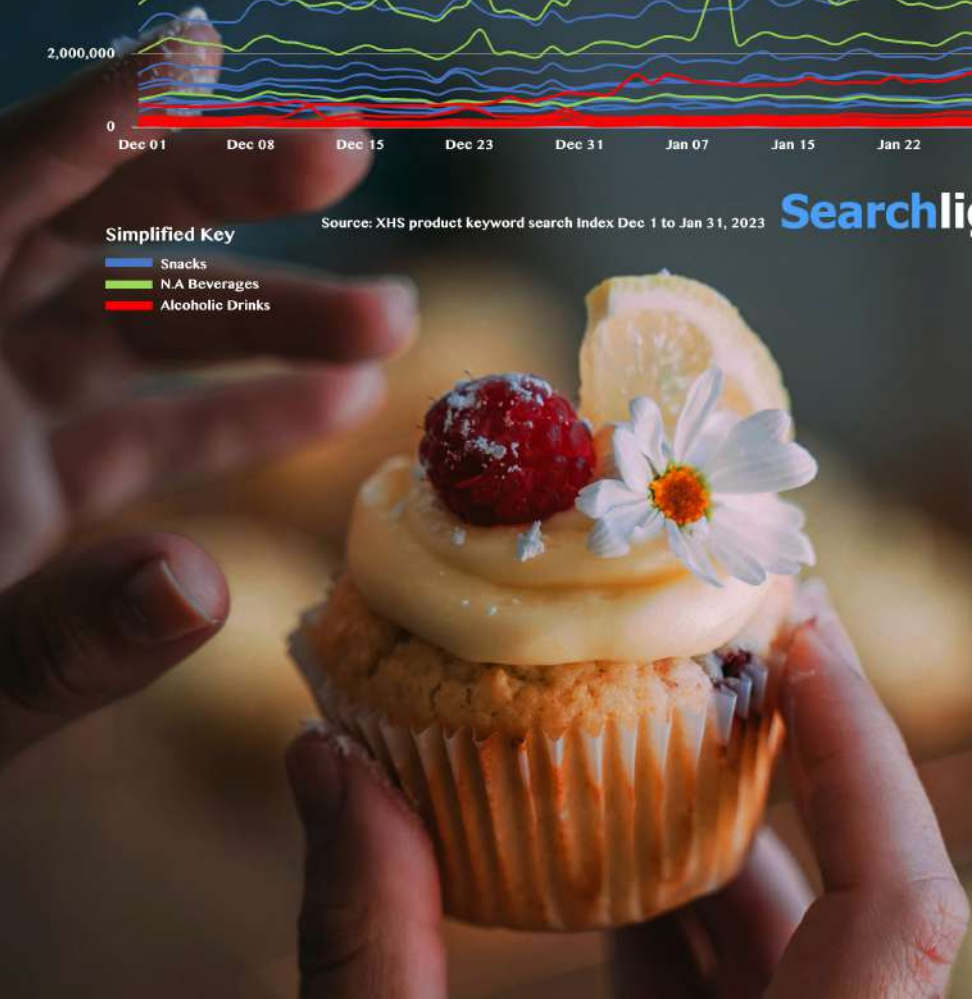 2,000,000
0
Dec 01 Dec 08 Dec 15 Dec 23 Dec 31 Jan 07 Jan 15 Jan 22
Source: XHS product keyword search Index Dec 1 to Jan 31, 2023
Searchlig
Simplified Key
Snacks
N.A Beverages
Alcoholic Drinks